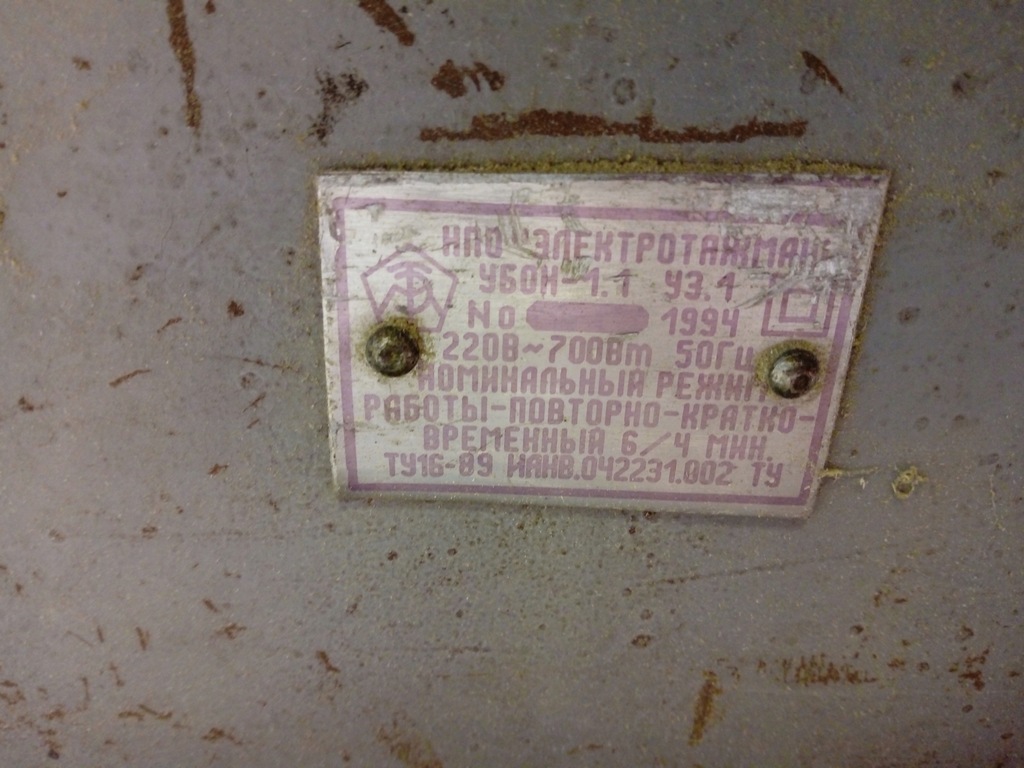 НПО ЭЛЕКТРОТЯЖМАШ
УБОН-1.1 У3.1
No 1994
220В~700Вт 50Гц
НОМИНАЛЬНЫЙ РЕЖИМ
РАБОТЫ-ПОВТОРНО-КРАТКО-
ВРЕМЕННЫЙ 6/4 МИН.
ТУ16-89 ИАНВ.042231.002 ТУ